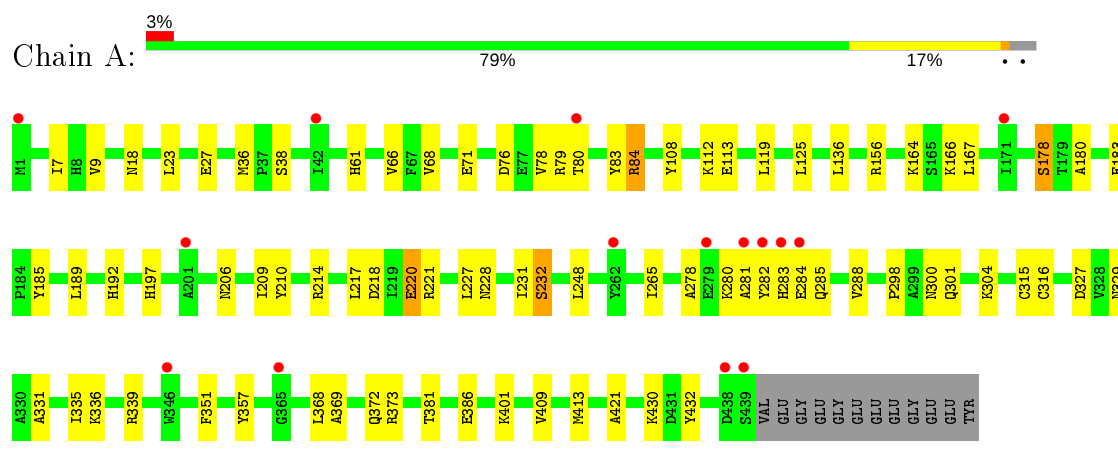 3%
Chain A:
79% 17% • •
M1 I7 H8 V9 N18 L23 E27 M36 P37 S38 I42 H61 V66 F67 V68 E71 D76 E77 V78 R79 T80 Y83 R84 Y108 K112 E113 L119 L125 L136 R156 K164 S165 K166 L167 I171 S178 T179 A180 E183
P184 Y185 L189 H192 H197 A201 N206 I209 Y210 R214 L217 D218 I219 E220 R221 L227 N228 I231 S232 L248 Y262 I265 A278 E279 K280 A281 Y282 H283 E284 Q285 V288 P298 A299 N300 Q301 K304 C315 C316 D327 V328 N329
A330 A331 I335 K336 R339 W346 F351 Y357 G365 L368 A369 Q372 R373 T381 E386 K401 V409 M413 A421 K430 D431 Y432 D438 S439 VAL GLU GLY GLU GLY GLU GLU GLU GLY GLU GLU TYR